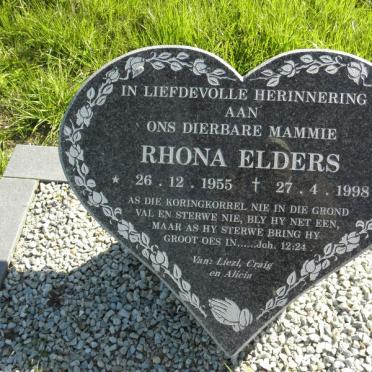 IN LIEFDEVOLLE HERINNERING
AAN
ONS DIERBARE MAMMIE
RHONA ELDERS
* 26 . 12 . 1955 † 27 . 4 . 1998
AS DIE KORINGKORREL NIE IN DIE GROND
VAL EN STERWE NIE, BLY HY NET EEN,
MAAR AS HY STERWE BRING HY
GROOT OES IN.....Joh. 12:24
Van: Liezl, Craig
en Alicia